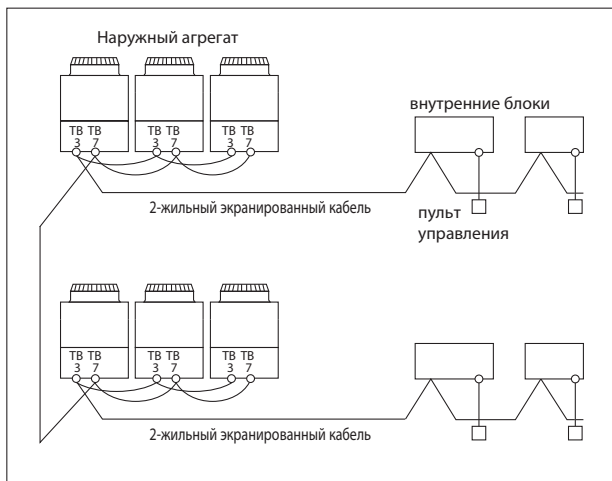 Наружный агрегат
внутренние блоки
TB TB TB TB TB TB
3 7 3 7 3 7
2-жильный экранированный кабель
пульт
управления
TB TB TB TB TB TB
3 7 3 7 3 7
2-жильный экранированный кабель